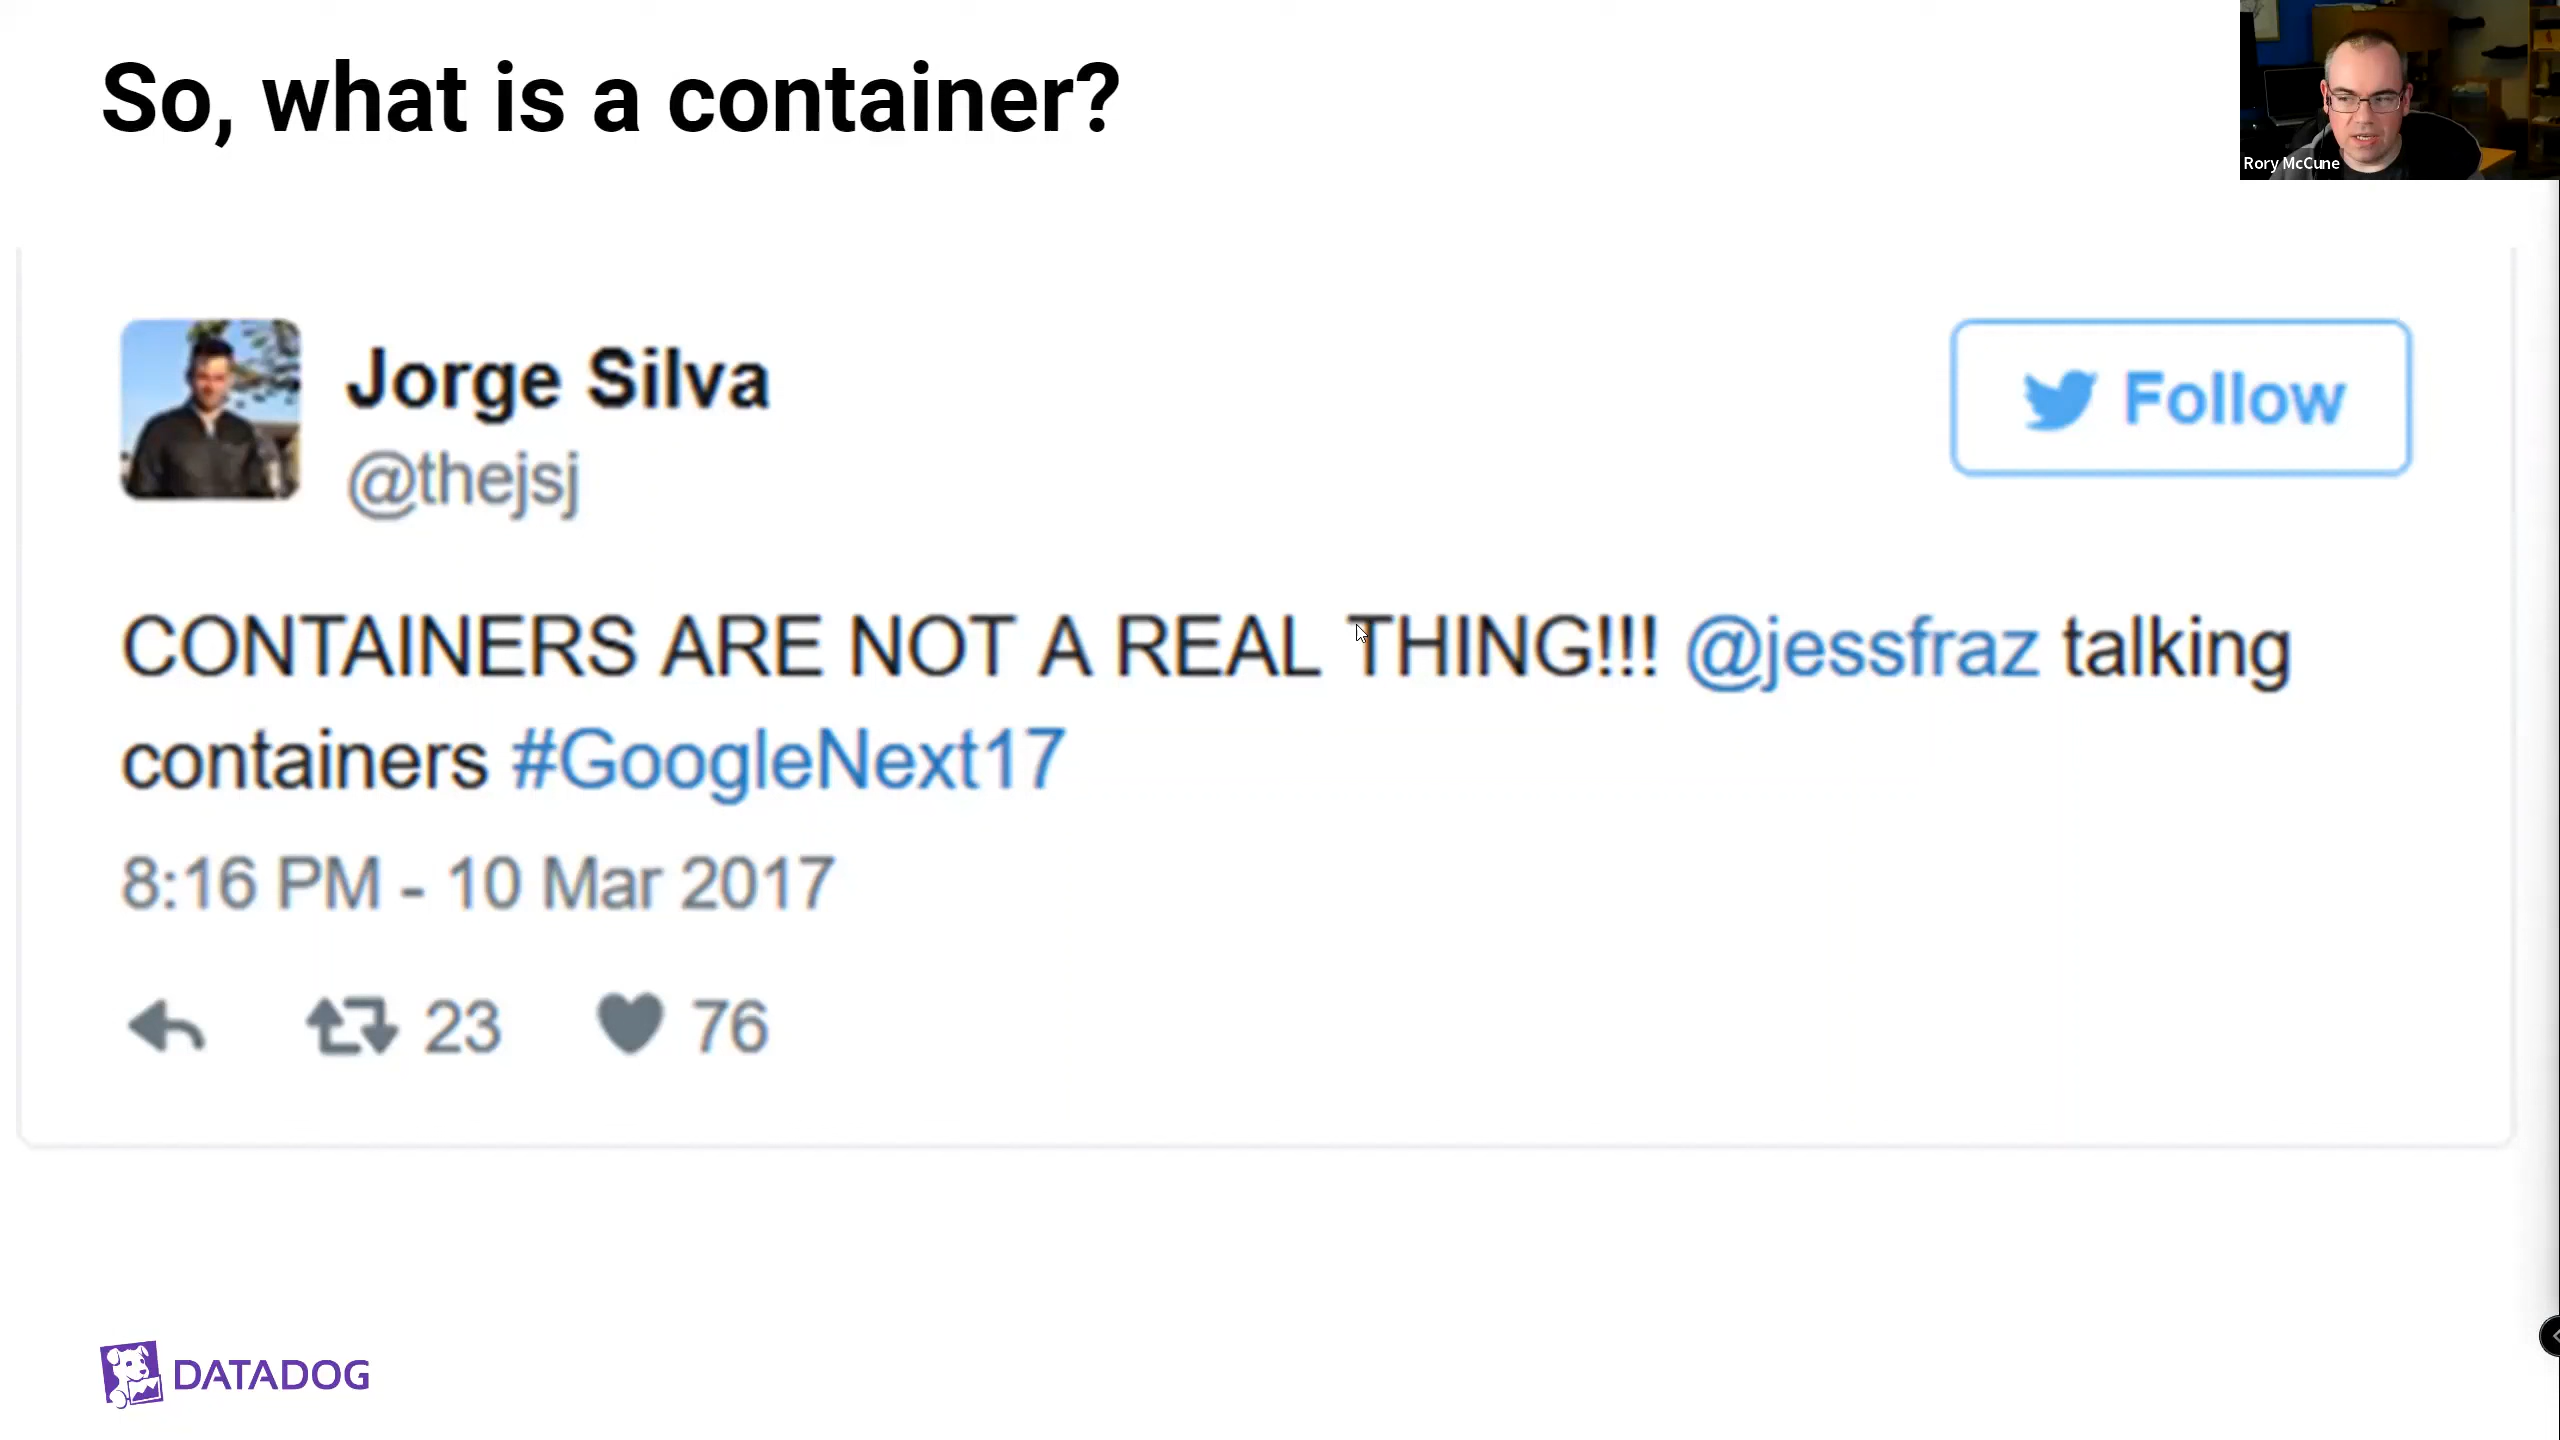 So, what is a container?
Rory McCune
Jorge Silva
@thejsj
Follow
CONTAINERS ARE NOT A REAL THING!!! @jessfraz talking
containers #GoogleNext17
8:16 PM - 10 Mar 2017
23 76
DATADOG